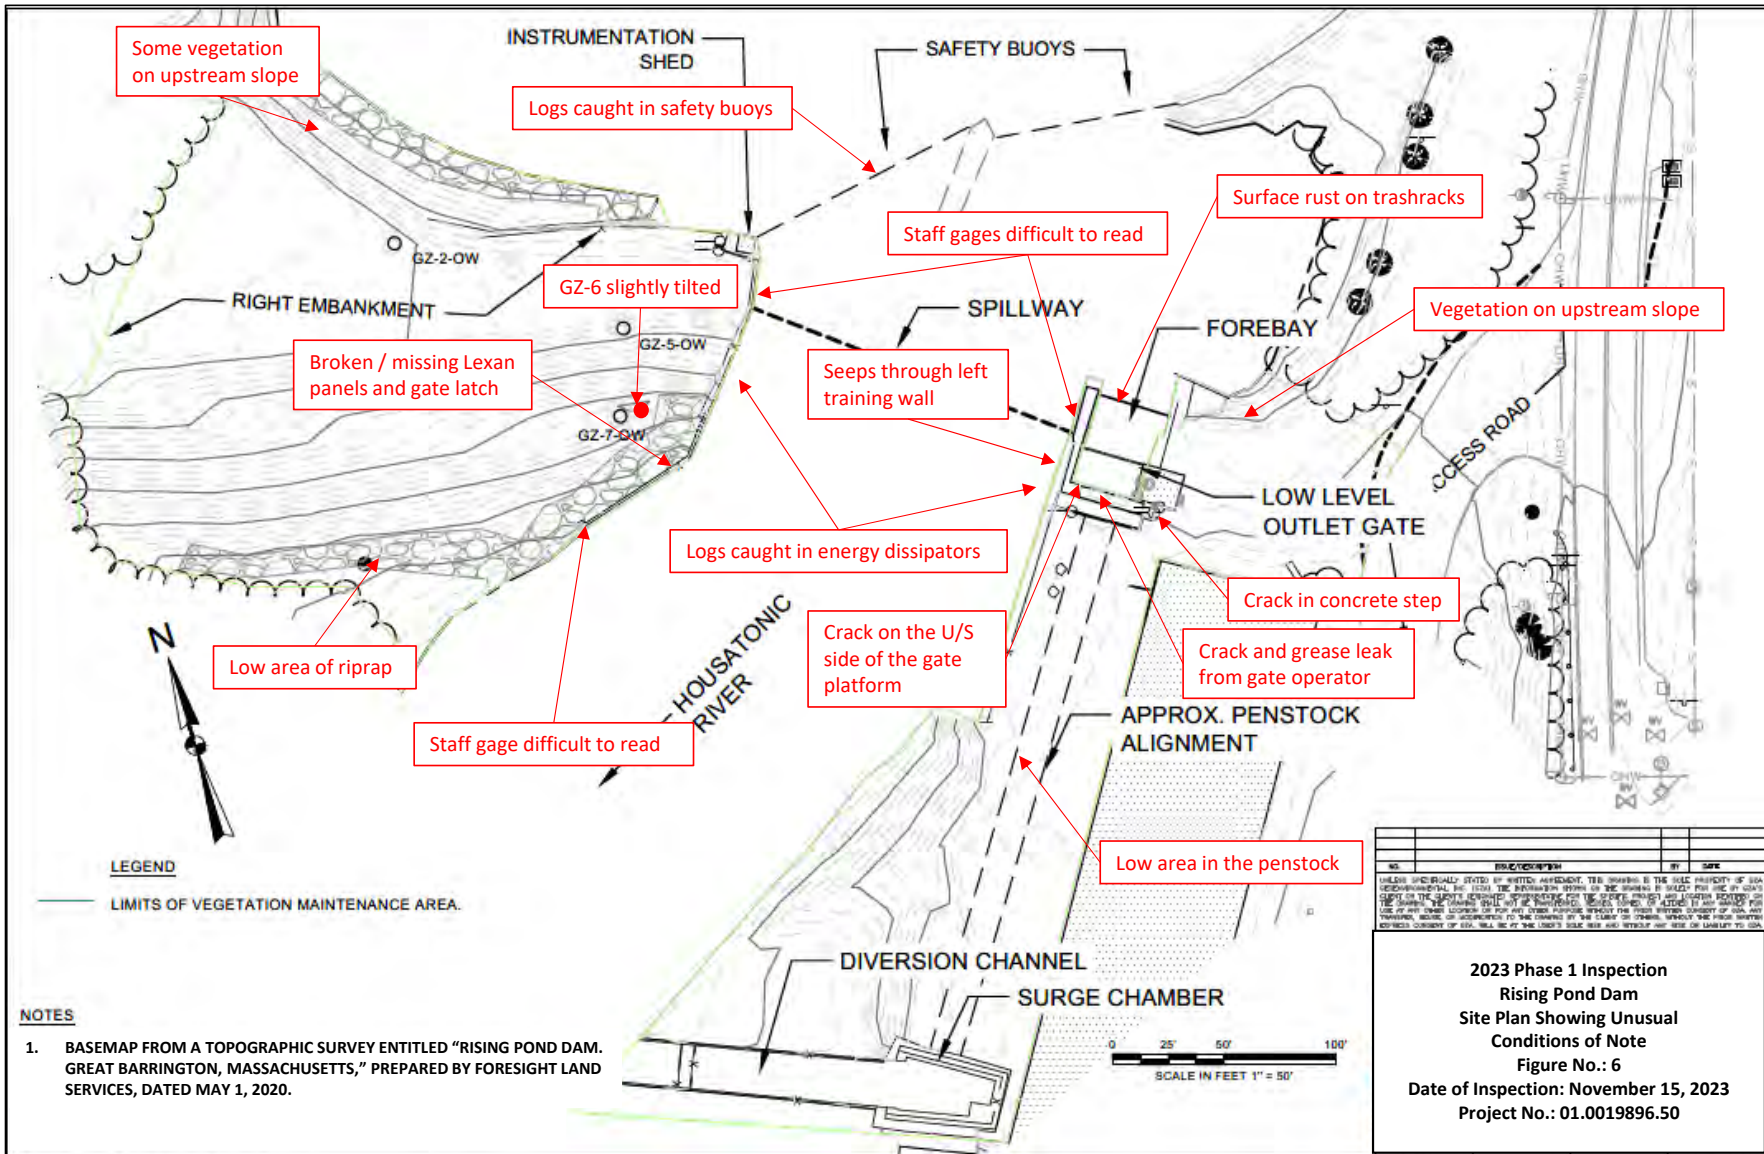 Some vegetation
on upstream slope
INSTRUMENTATION
SHED
SAFETY BUOYS
Logs caught in safety buoys
Surface rust on trashracks
Staff gages difficult to read
GZ-2-OW
GZ-6 slightly tilted
RIGHT EMBANKMENT
SPILLWAY
FOREBAY
Vegetation on upstream slope
GZ-5-OW
Broken / missing Lexan
panels and gate latch
Seeps through left
training wall
GZ-7-OW
CCESS ROAD
LOW LEVEL
OUTLET GATE
Logs caught in energy dissipators
Crack in concrete step
HOUSATONIC
RIVER
N
Low area of riprap
Crack on the U/S
side of the gate
platform
Crack and grease leak
from gate operator
Staff gage difficult to read
APPROX. PENSTOCK
ALIGNMENT
Low area in the penstock
LEGEND
LIMITS OF VEGETATION MAINTENANCE AREA.
NO. ISSUE/DESCRIPTION BY DATE
DIVERSION CHANNEL
SURGE CHAMBER
0 25' 50' 100'
SCALE IN FEET 1" = 50'
NOTES
1. BASEMAP FROM A TOPOGRAPHIC SURVEY ENTITLED “RISING POND DAM.
GREAT BARRINGTON, MASSACHUSETTS,” PREPARED BY FORESIGHT LAND
SERVICES, DATED MAY 1, 2020.
2023 Phase 1 Inspection
Rising Pond Dam
Site Plan Showing Unusual
Conditions of Note
Figure No.: 6
Date of Inspection: November 15, 2023
Project No.: 01.0019896.50